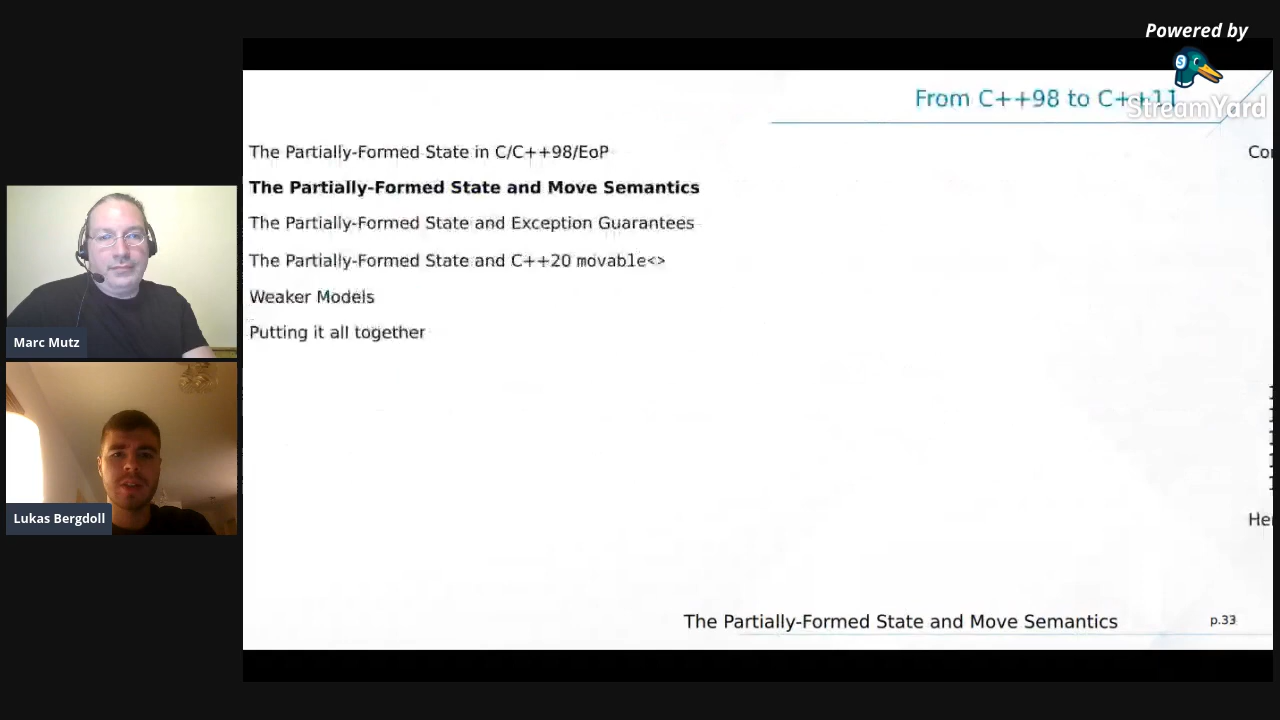 Powered by
StreamYard
From C++98 to C++11
The Partially-Formed State in C/C++98/EoP
The Partially-Formed State and Move Semantics
The Partially-Formed State and Exception Guarantees
The Partially-Formed State and C++20 movable<>
Weaker Models
Putting it all together
Marc Mutz
Lukas Bergdoll
The Partially-Formed State and Move Semantics
p.33